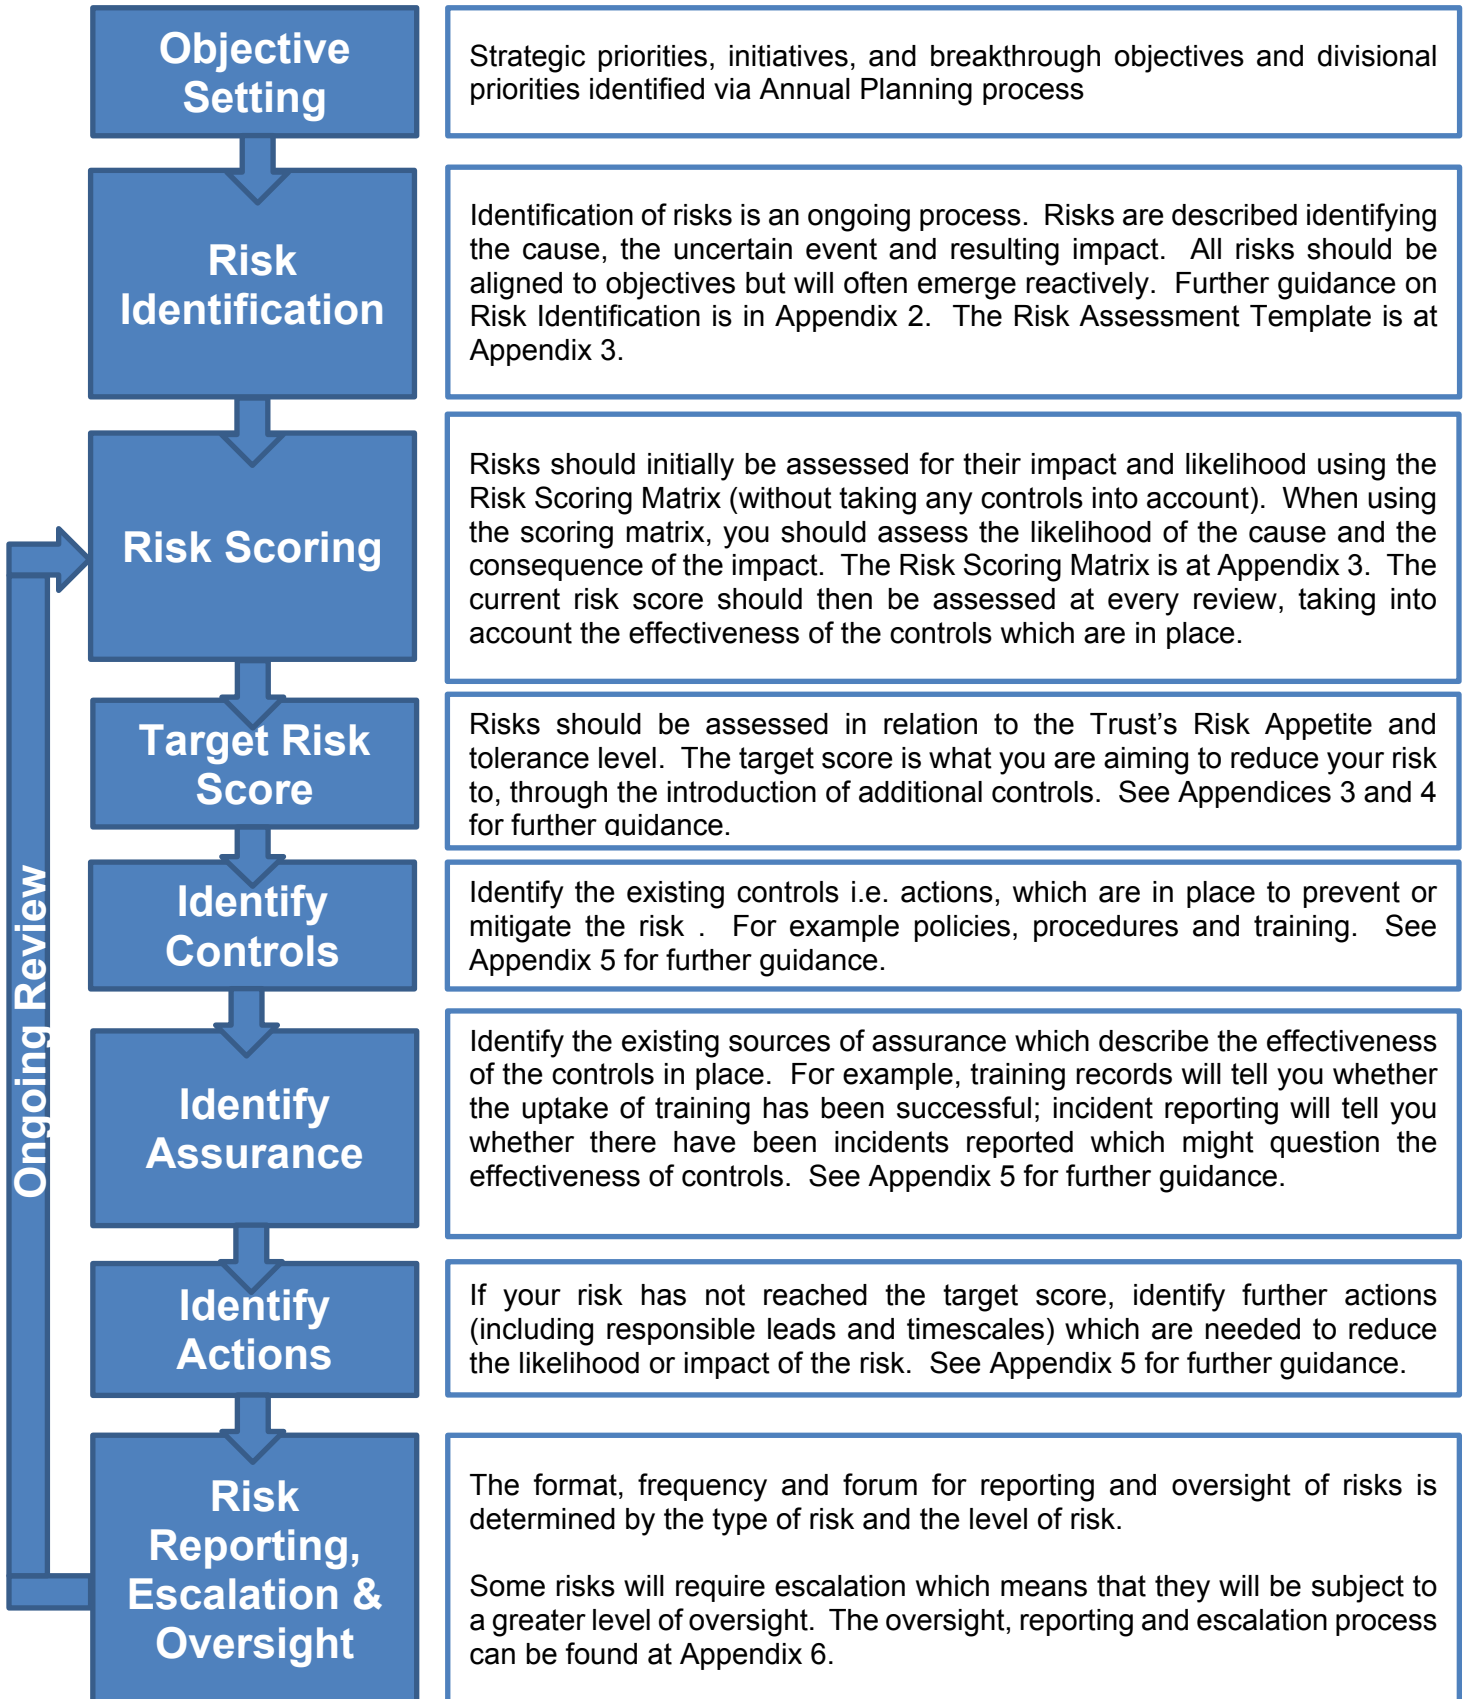 Objective
Setting
Strategic priorities, initiatives, and breakthrough objectives and divisional
priorities identified via Annual Planning process
Risk
Identification
Identification of risks is an ongoing process. Risks are described identifying
the cause, the uncertain event and resulting impact. All risks should be
aligned to objectives but will often emerge reactively. Further guidance on
Risk Identification is in Appendix 2. The Risk Assessment Template is at
Appendix 3.
Risk Scoring
Risks should initially be assessed for their impact and likelihood using the
Risk Scoring Matrix (without taking any controls into account). When using
the scoring matrix, you should assess the likelihood of the cause and the
consequence of the impact. The Risk Scoring Matrix is at Appendix 3. The
current risk score should then be assessed at every review, taking into
account the effectiveness of the controls which are in place.
Target Risk
Score
Risks should be assessed in relation to the Trust’s Risk Appetite and
tolerance level. The target score is what you are aiming to reduce your risk
to, through the introduction of additional controls. See Appendices 3 and 4
for further guidance.
Identify
Controls
Identify the existing controls i.e. actions, which are in place to prevent or
mitigate the risk . For example policies, procedures and training. See
Appendix 5 for further guidance.
Identify
Assurance
Identify the existing sources of assurance which describe the effectiveness
of the controls in place. For example, training records will tell you whether
the uptake of training has been successful; incident reporting will tell you
whether there have been incidents reported which might question the
effectiveness of controls. See Appendix 5 for further guidance.
Identify
Actions
If your risk has not reached the target score, identify further actions
(including responsible leads and timescales) which are needed to reduce
the likelihood or impact of the risk. See Appendix 5 for further guidance.
Risk
Reporting,
Escalation &
Oversight
The format, frequency and forum for reporting and oversight of risks is
determined by the type of risk and the level of risk.
Some risks will require escalation which means that they will be subject to
a greater level of oversight. The oversight, reporting and escalation process
can be found at Appendix 6.
Ongoing Review